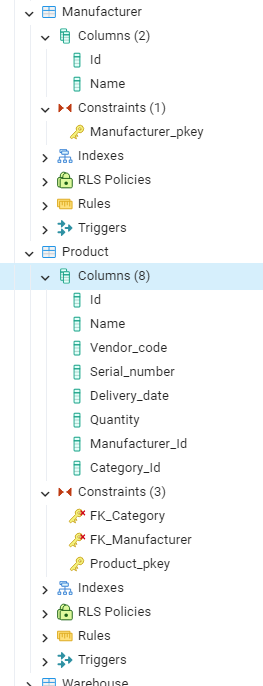 Manufacturer
Columns (2)
Id
Name
Constraints (1)
Manufacturer_pkey
Indexes
RLS Policies
Rules
Triggers
Product
Columns (8)
Id
Name
Vendor_code
Serial_number
Delivery_date
Quantity
Manufacturer_Id
Category_Id
Constraints (3)
FK_Category
FK_Manufacturer
Product_pkey
Indexes
RLS Policies
Rules
Triggers
Warehouse